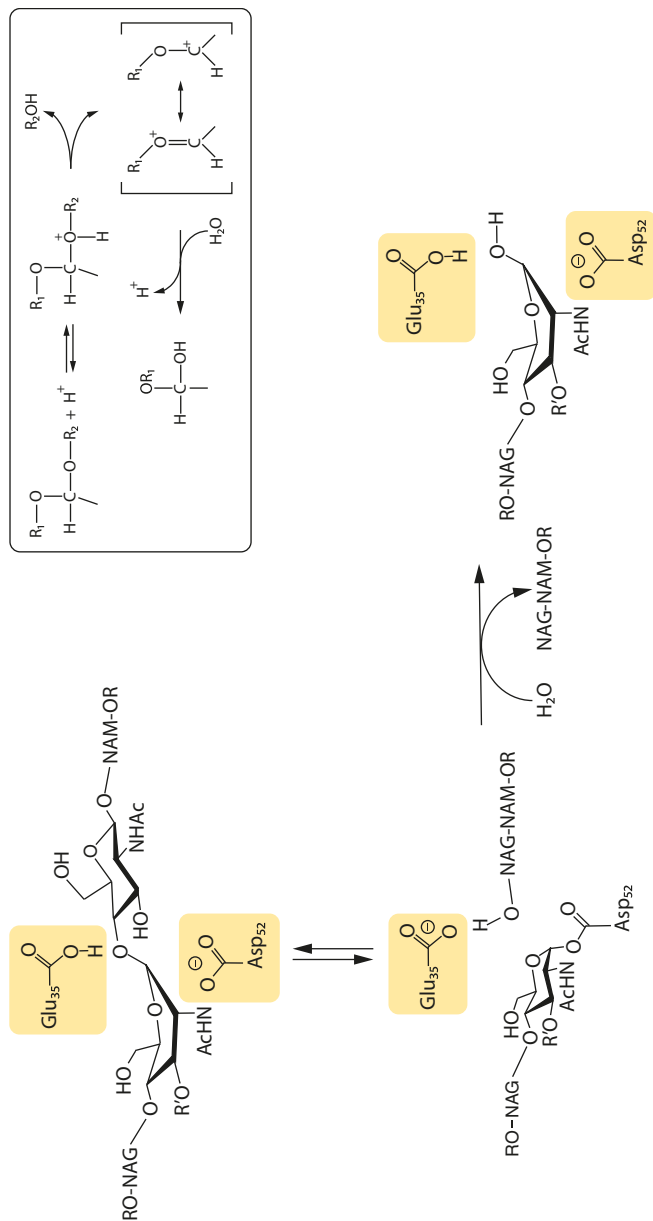 Glu₃₅
O
O
H
RO-NAG
O
HO
R'O
O
AcHN
O
OH
O
HO
NHAc
O
NAM-OR
O
O
⊖
Asp₅₂
R₁
O
H
C
O
R₂ + H⁺
R₁
O
H
C
O⁺
R₂
H
R₂OH
OR₁
H
C
OH
H⁺
H₂O
R₁
O⁺
C
H
R₁
O
C⁺
H
Glu₃₅
O
O
⊖
H
O
NAG-NAM-OR
RO-NAG
O
HO
R'O
O
AcHN
O
O
Asp₅₂
H₂O
NAG-NAM-OR
Glu₃₅
O
O
H
RO-NAG
O
HO
R'O
O
AcHN
O
H
O
O
⊖
Asp₅₂